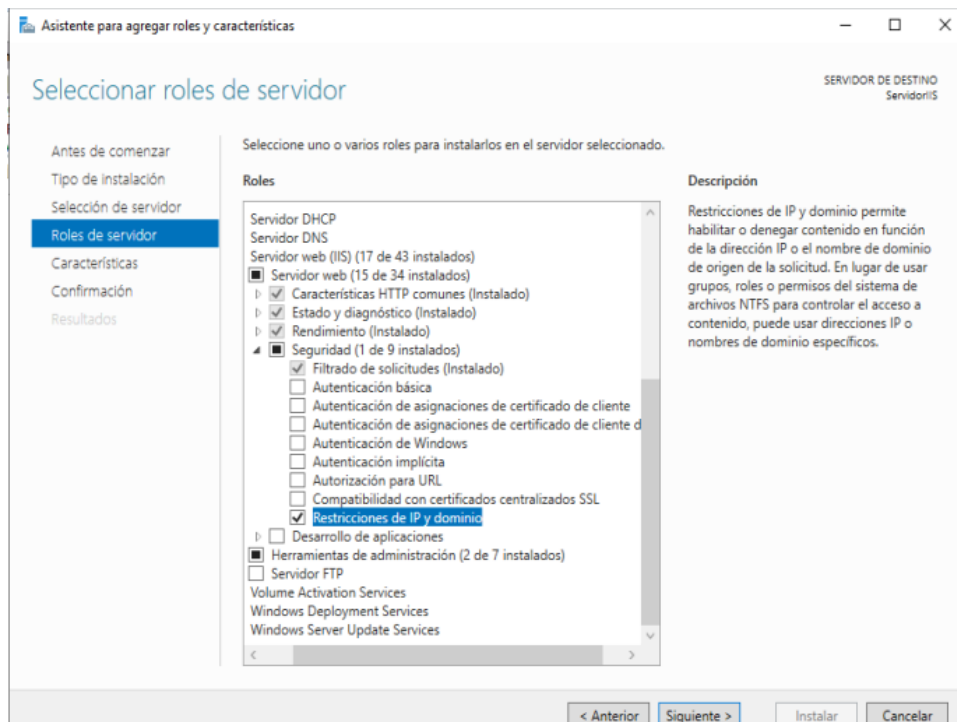 Asistente para agregar roles y características
Seleccionar roles de servidor
SERVIDOR DE DESTINO
ServidorIIS
Antes de comenzar
Tipo de instalación
Selección de servidor
Roles de servidor
Características
Confirmación
Resultados
Seleccione uno o varios roles para instalarlos en el servidor seleccionado.
Roles
Servidor DHCP
Servidor DNS
Servidor web (IIS) (17 de 43 instalados)
Servidor web (15 de 34 instalados)
Características HTTP comunes (Instalado)
Estado y diagnóstico (Instalado)
Rendimiento (Instalado)
Seguridad (1 de 9 instalados)
Filtrado de solicitudes (Instalado)
Autenticación básica
Autenticación de asignaciones de certificado de cliente
Autenticación de asignaciones de certificado de cliente d
Autenticación de Windows
Autenticación implícita
Autorización para URL
Compatibilidad con certificados centralizados SSL
Restricciones de IP y dominio
Desarrollo de aplicaciones
Herramientas de administración (2 de 7 instalados)
Servidor FTP
Volume Activation Services
Windows Deployment Services
Windows Server Update Services
Descripción
Restricciones de IP y dominio permite
habilitar o denegar contenido en función
de la dirección IP o el nombre de dominio
de origen de la solicitud. En lugar de usar
grupos, roles o permisos del sistema de
archivos NTFS para controlar el acceso a
contenido, puede usar direcciones IP o
nombres de dominio específicos.
< Anterior
Siguiente >
Instalar
Cancelar